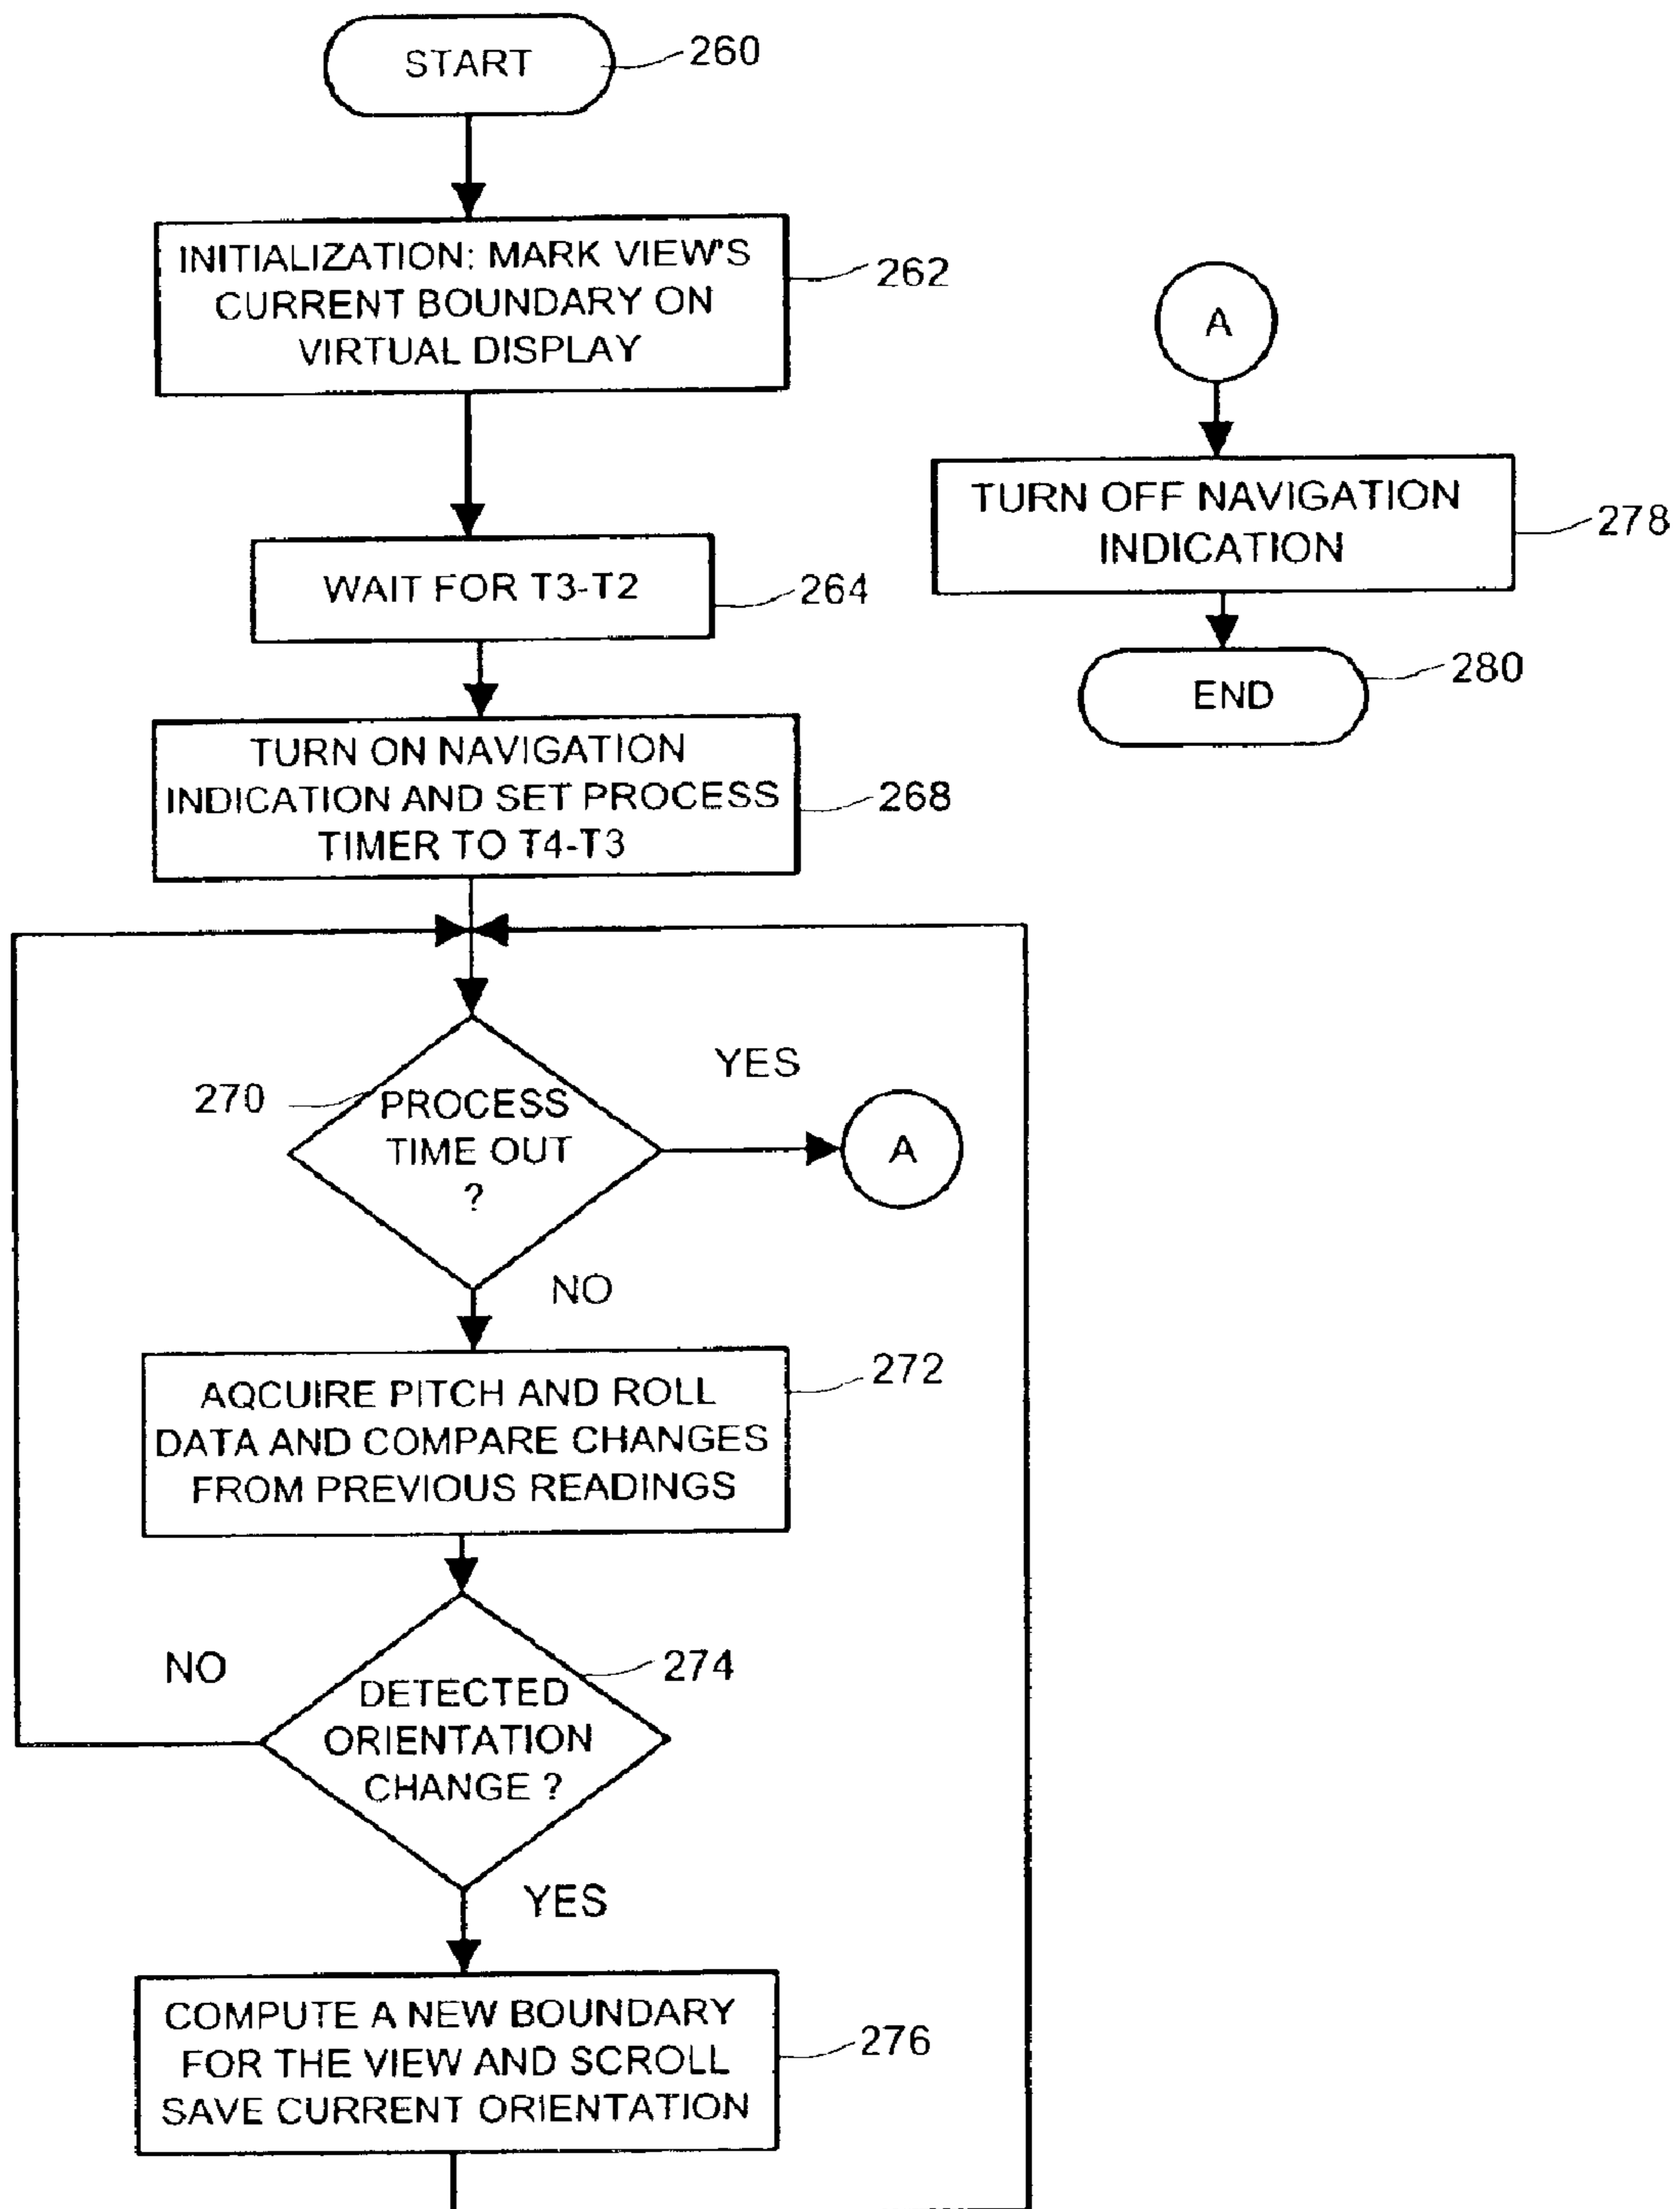 START
260
INITIALIZATION: MARK VIEW'S
CURRENT BOUNDARY ON
VIRTUAL DISPLAY
262
WAIT FOR T3-T2
264
TURN ON NAVIGATION
INDICATION AND SET PROCESS
TIMER TO T4-T3
268
270
PROCESS
TIME OUT
?
YES
A
NO
AQCUIRE PITCH AND ROLL
DATA AND COMPARE CHANGES
FROM PREVIOUS READINGS
272
NO
DETECTED
ORIENTATION
CHANGE ?
274
YES
COMPUTE A NEW BOUNDARY
FOR THE VIEW AND SCROLL
SAVE CURRENT ORIENTATION
276
A
TURN OFF NAVIGATION
INDICATION
278
END
280